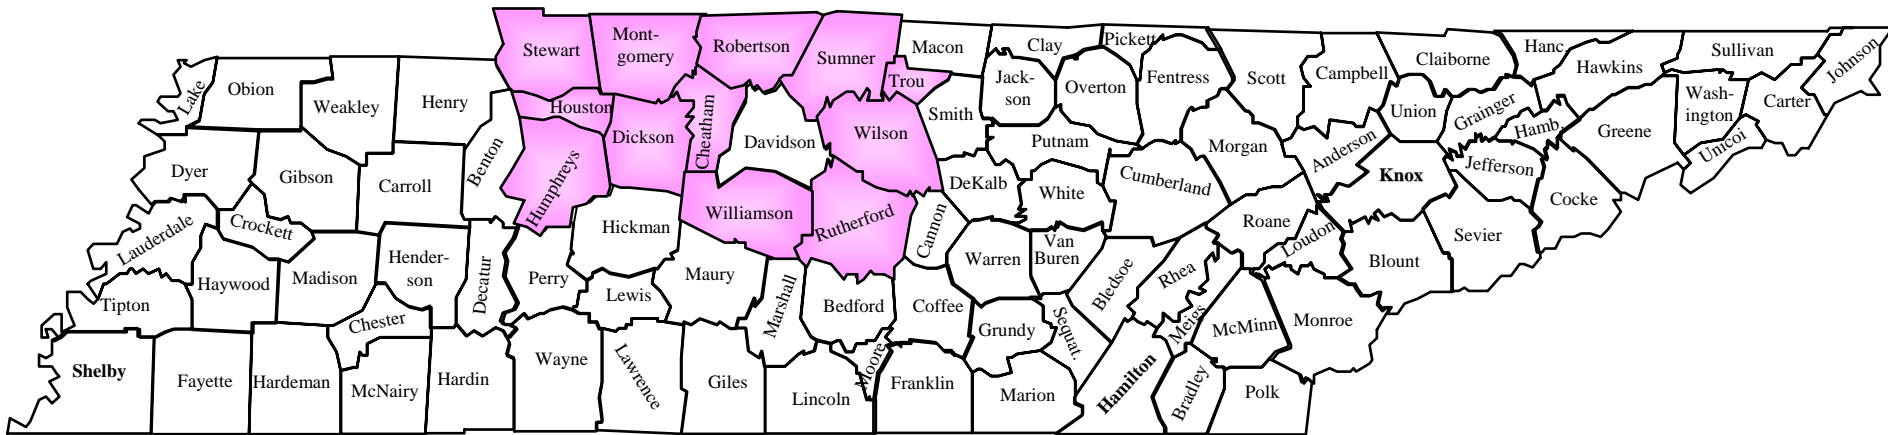 Stewart
Mont-
gomery
Robertson
Sumner
Macon
Clay
Pickett
Trou
Jack-
son
Overton
Fentress
Scott
Campbell
Claiborne
Hanc.
Hawkins
Sullivan
Johnson
Lake
Obion
Weakley
Henry
Houston
Dickson
Cheatham
Davidson
Wilson
Smith
Putnam
Morgan
Anderson
Union
Grainger
Hamb.
Greene
Wash-
ington
Carter
Unicoi
Dyer
Gibson
Carroll
Benton
Humphreys
Williamson
Rutherford
Cannon
DeKalb
White
Cumberland
Roane
Loudon
Knox
Jefferson
Cocke
Sevier
Blount
Lauderdale
Crockett
Haywood
Madison
Hender-
son
Decatur
Perry
Hickman
Lewis
Maury
Marshall
Bedford
Coffee
Warren
Van
Buren
Bledsoe
Rhea
Meigs
McMinn
Monroe
Tipton
Chester
Grundy
Sequat.
Shelby
Fayette
Hardeman
McNairy
Hardin
Wayne
Lawrence
Giles
Lincoln
Moore
Franklin
Marion
Hamilton
Bradley
Polk